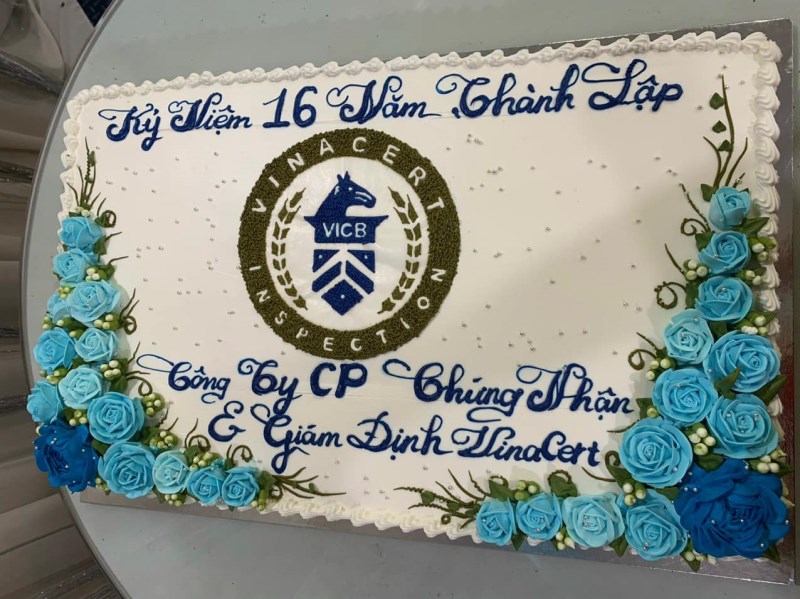 Kỷ Niệm 16 Năm Thành Lập
VINACERT
VICB
INSPECTION
Công Ty CP Chứng Nhận
& Giám Định VinaCert